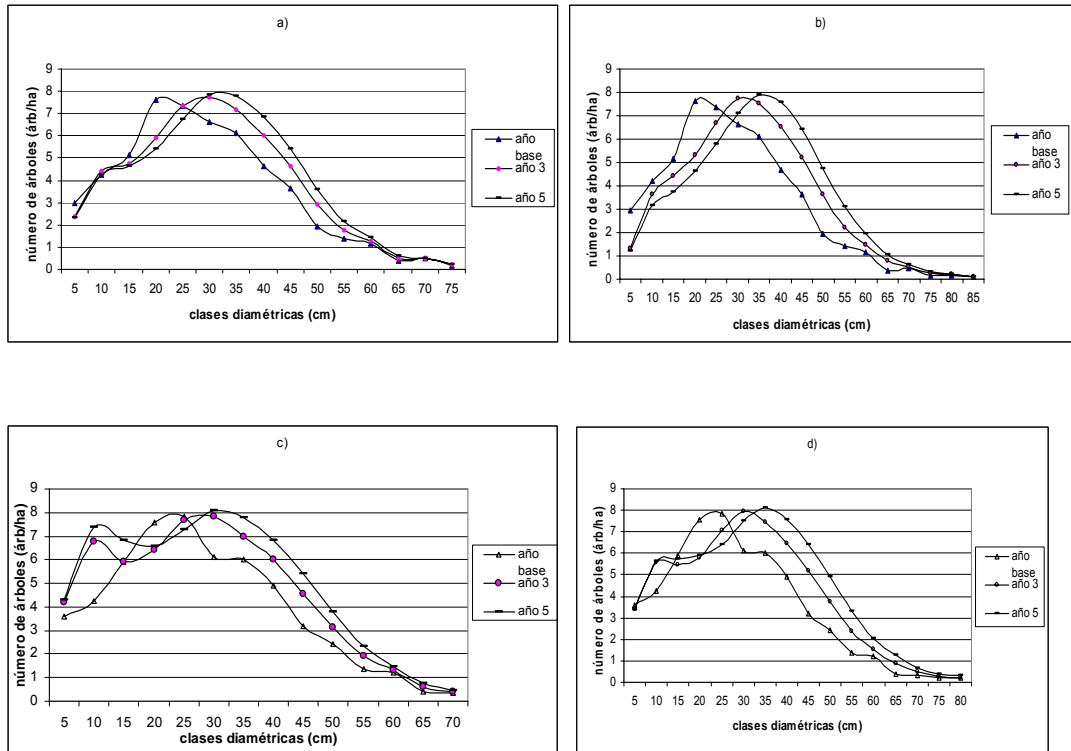 a)
número de árboles (árb/ha)
9
8
7
6
5
4
3
2
1
0
5 10 15 20 25 30 35 40 45 50 55 60 65 70 75
clases diamétricas (cm)
año
base
año 3
año 5
b)
número de árboles (árb/ha)
9
8
7
6
5
4
3
2
1
0
5 10 15 20 25 30 35 40 45 50 55 60 65 70 75 80 85
clases diamétricas (cm)
año
base
año 3
año 5
c)
número de árboles (árb/ha)
9
8
7
6
5
4
3
2
1
0
5 10 15 20 25 30 35 40 45 50 55 60 65 70
clases diamétricas (cm)
año
base
año 3
año 5
d)
número de árboles (árb/ha)
9
8
7
6
5
4
3
2
1
0
5 10 15 20 25 30 35 40 45 50 55 60 65 70 75 80
clases diamétricas (cm)
año
base
año 3
año 5